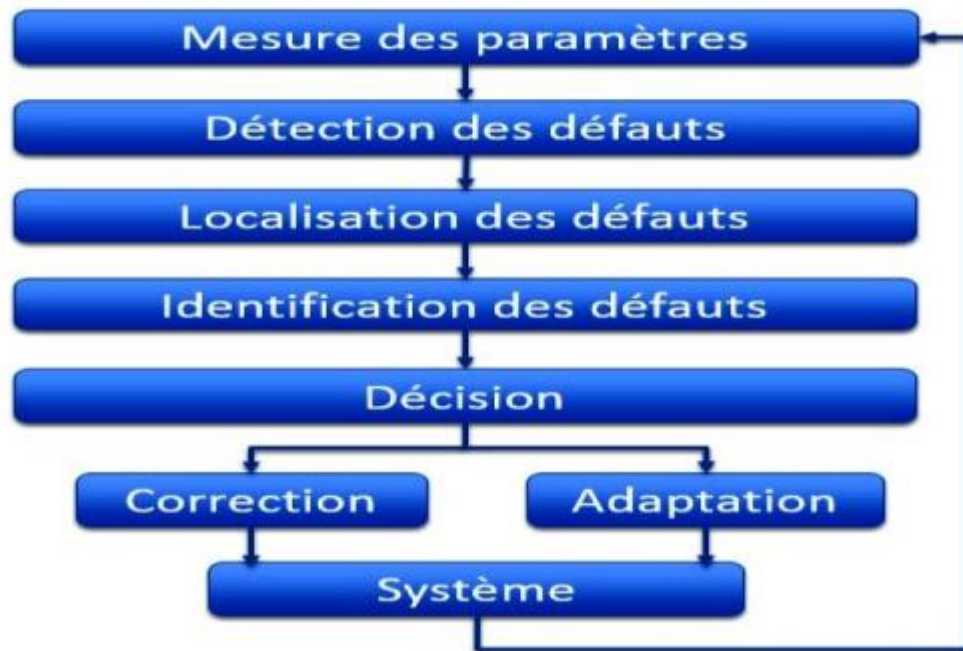 Mesure des paramètres
Détection des défauts
Localisation des défauts
Identification des défauts
Décision
Correction
Adaptation
Système